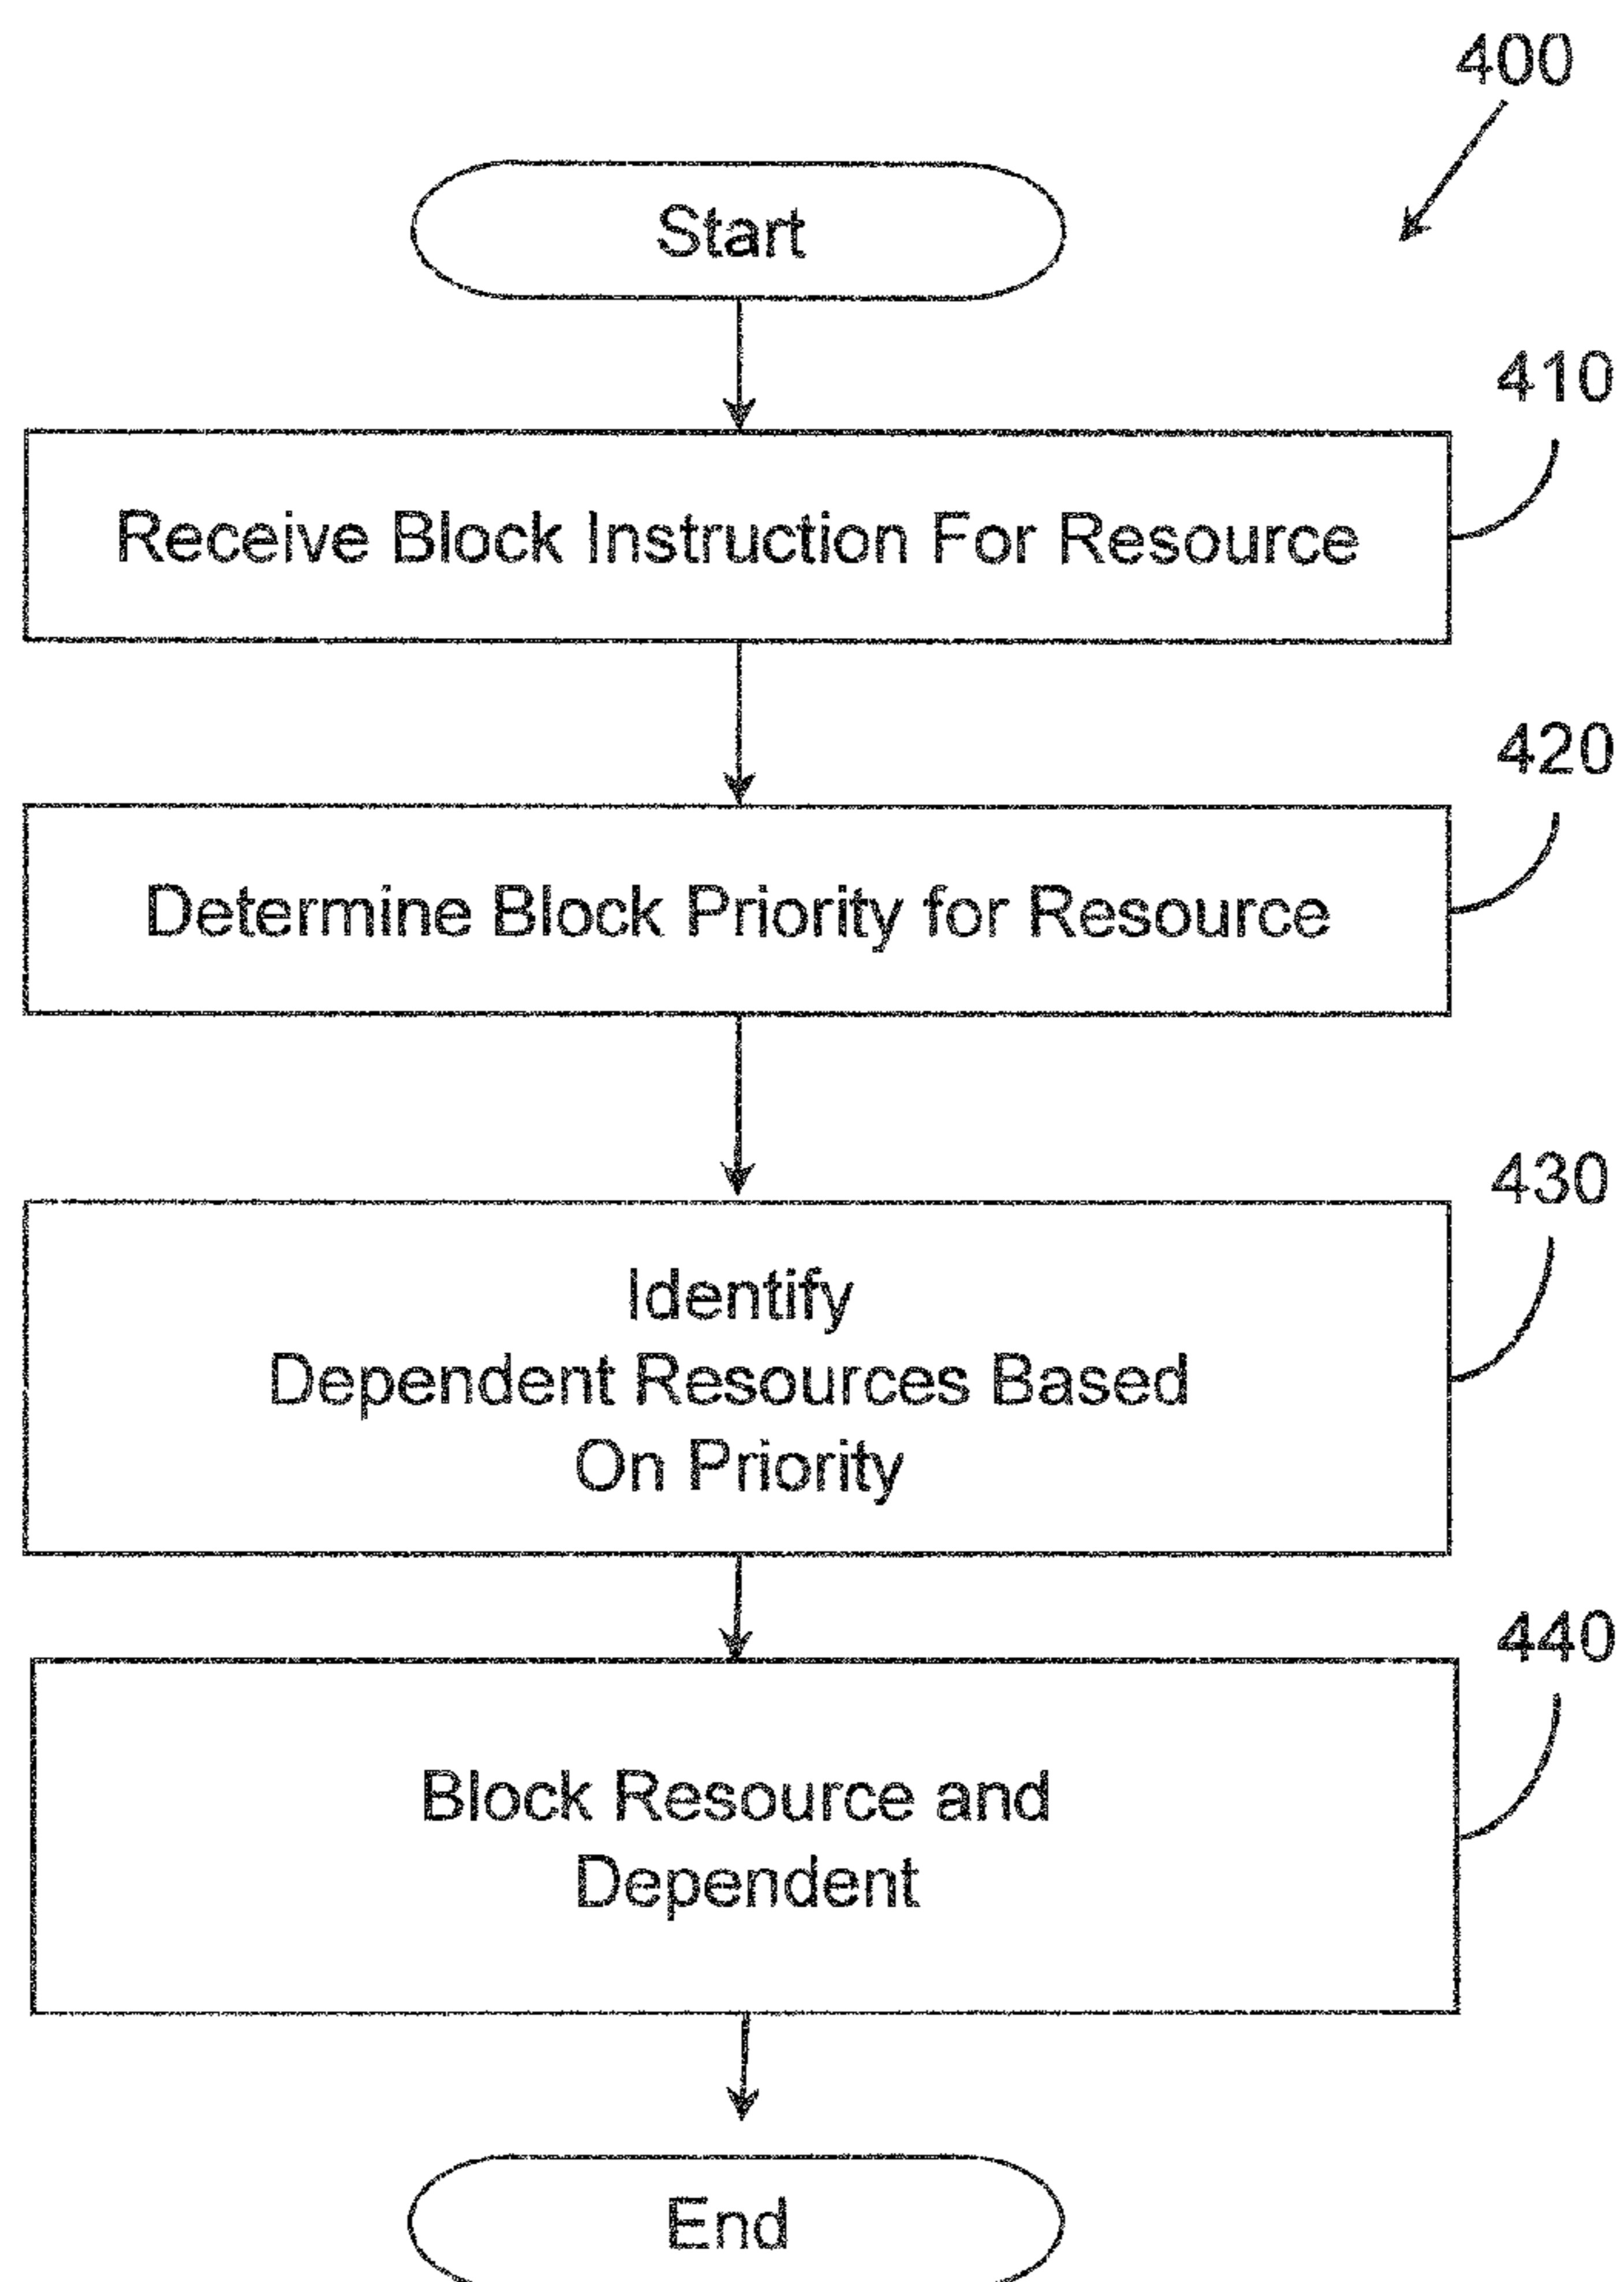 400
Start
410
Receive Block Instruction For Resource
420
Determine Block Priority for Resource
430
Identify
Dependent Resources Based
On Priority
440
Block Resource and
Dependent
End